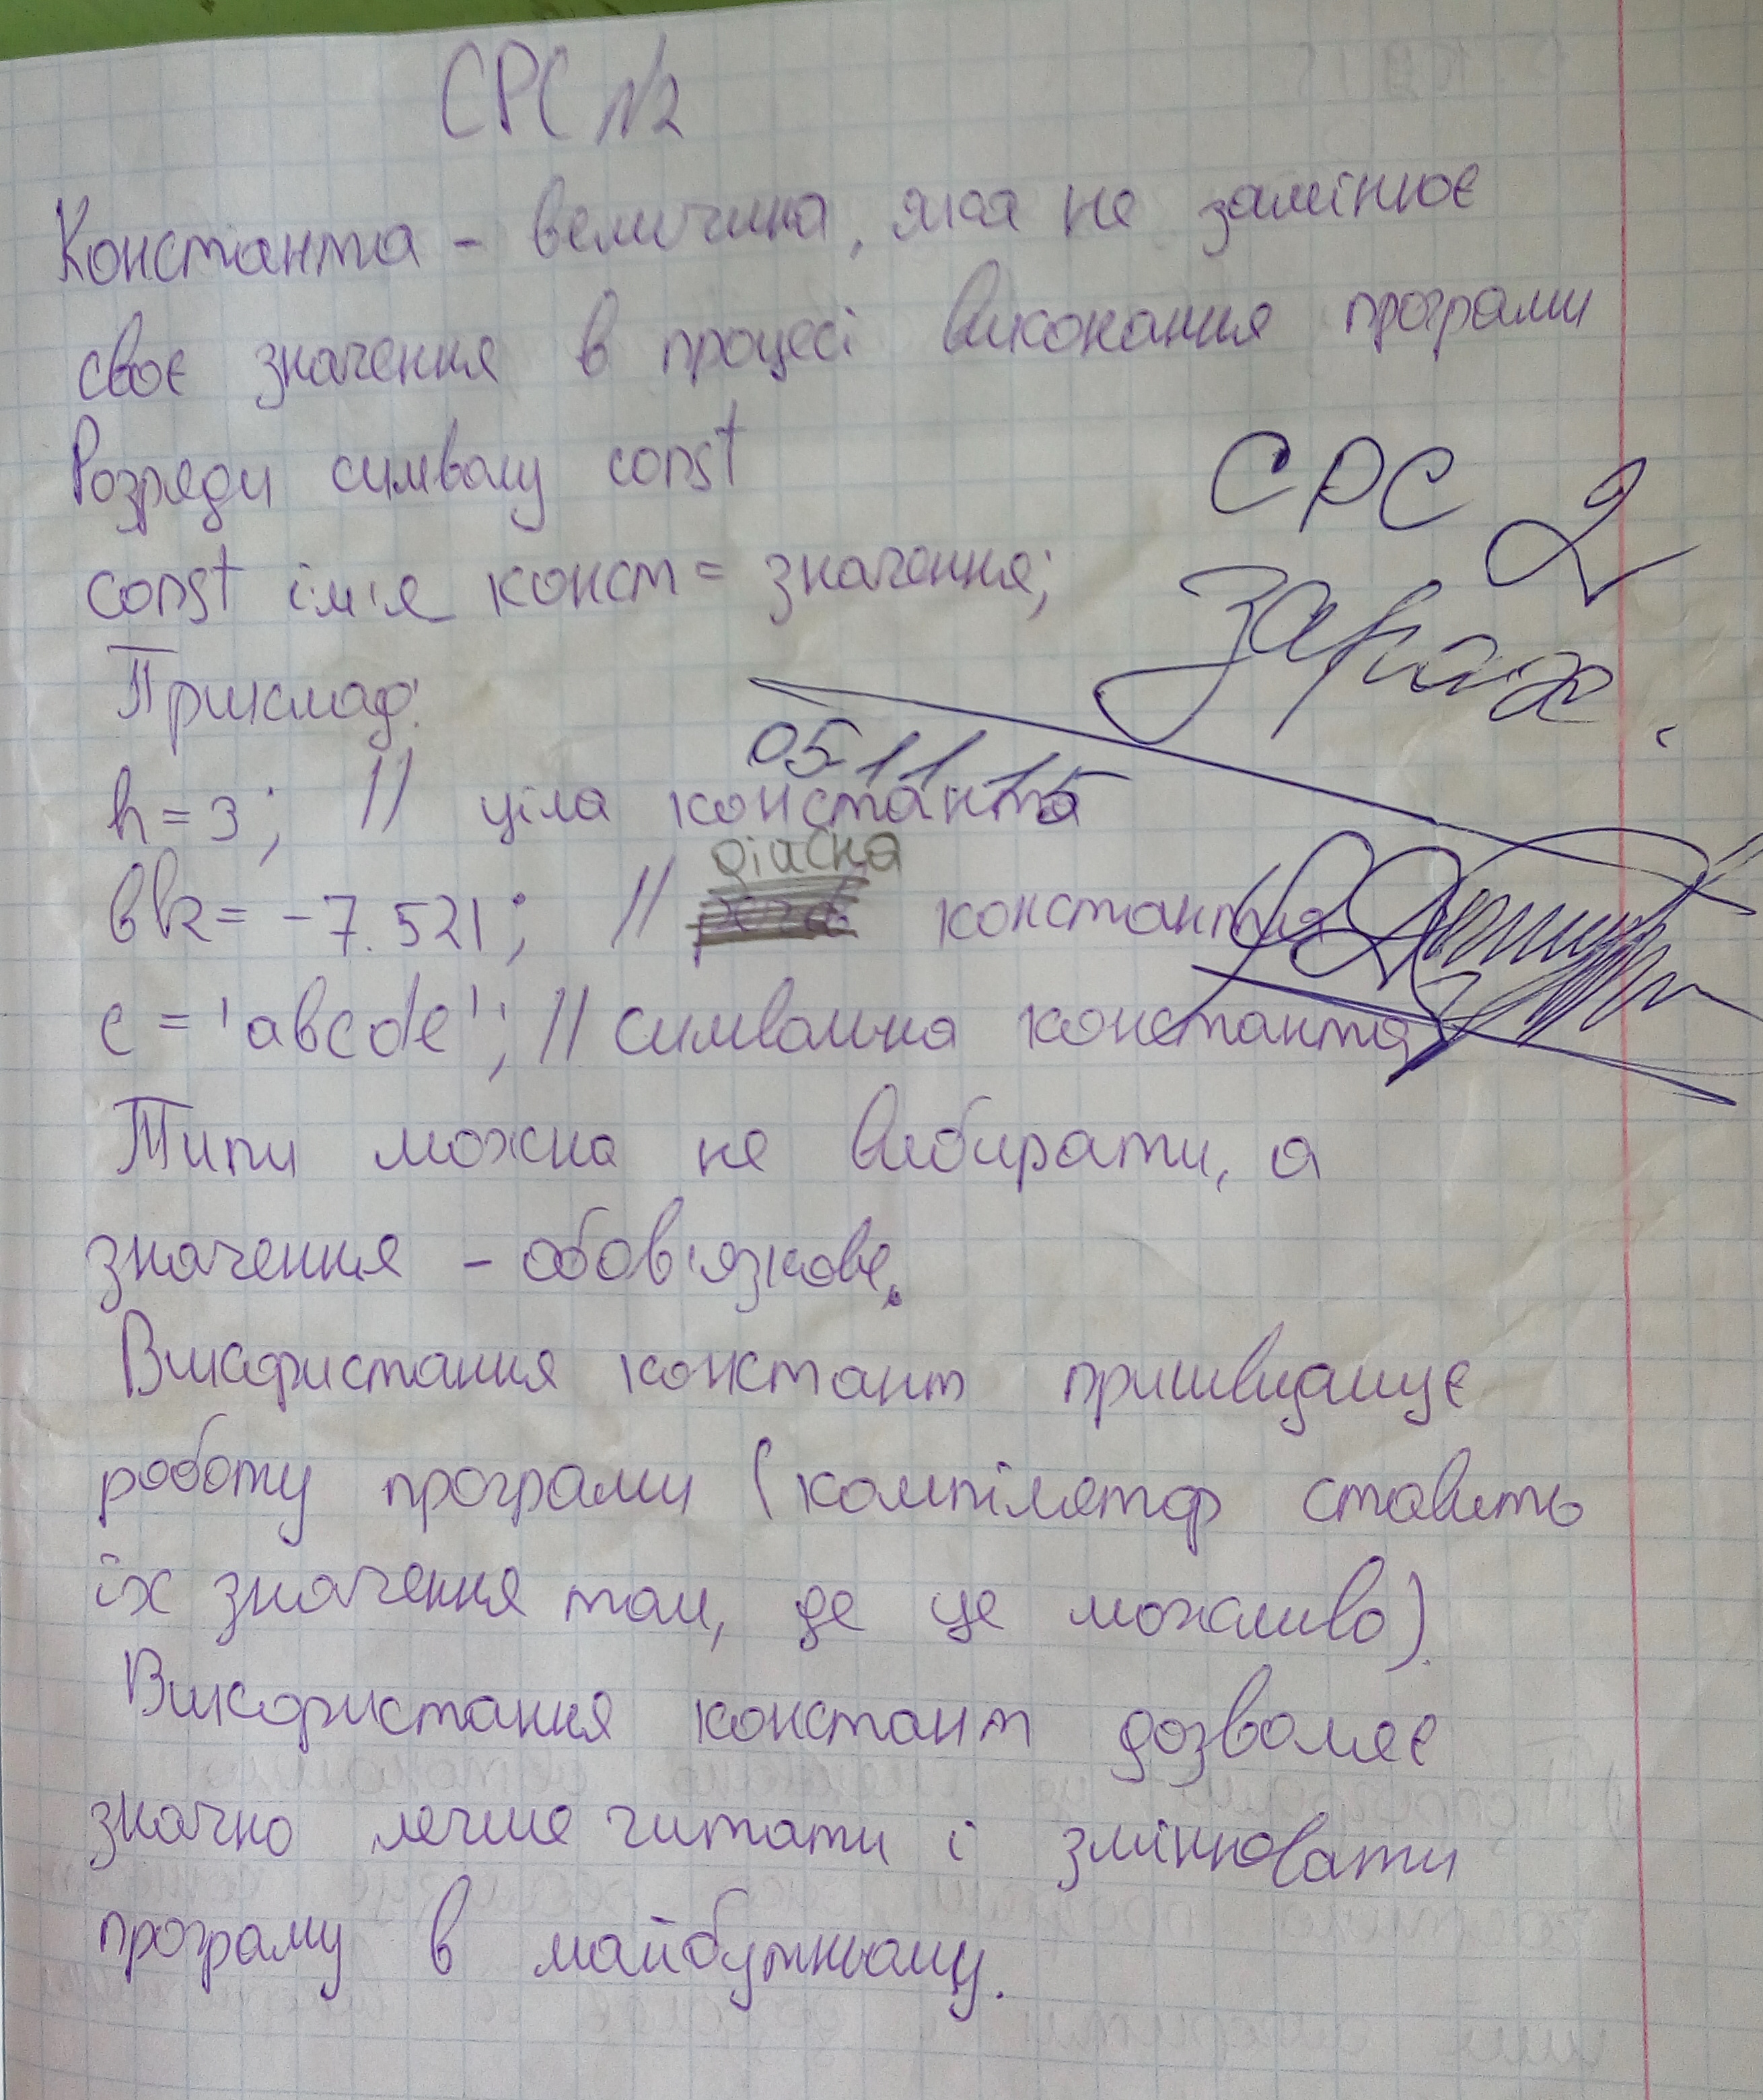 СРС №2
Константа - величина, яка не замінює
своє значення в процесі виконання програми
Розряди символу const
const ім'я конст = значення;
СРС 2
зарах.
Приклад:
05 11 15
h = 3; // ціла константа
bk = -7.521; // дійсна константа
c = 'abcde'; // символьна константа
Типи можна не вибирати, а
значення - обов'язкове.
Використання констант пришвидшує
роботу програми (компілятор ставить
їх значення там, де це можливо).
Використання констант дозволяє
значно легше читати і змінювати
програму в майбутньому.